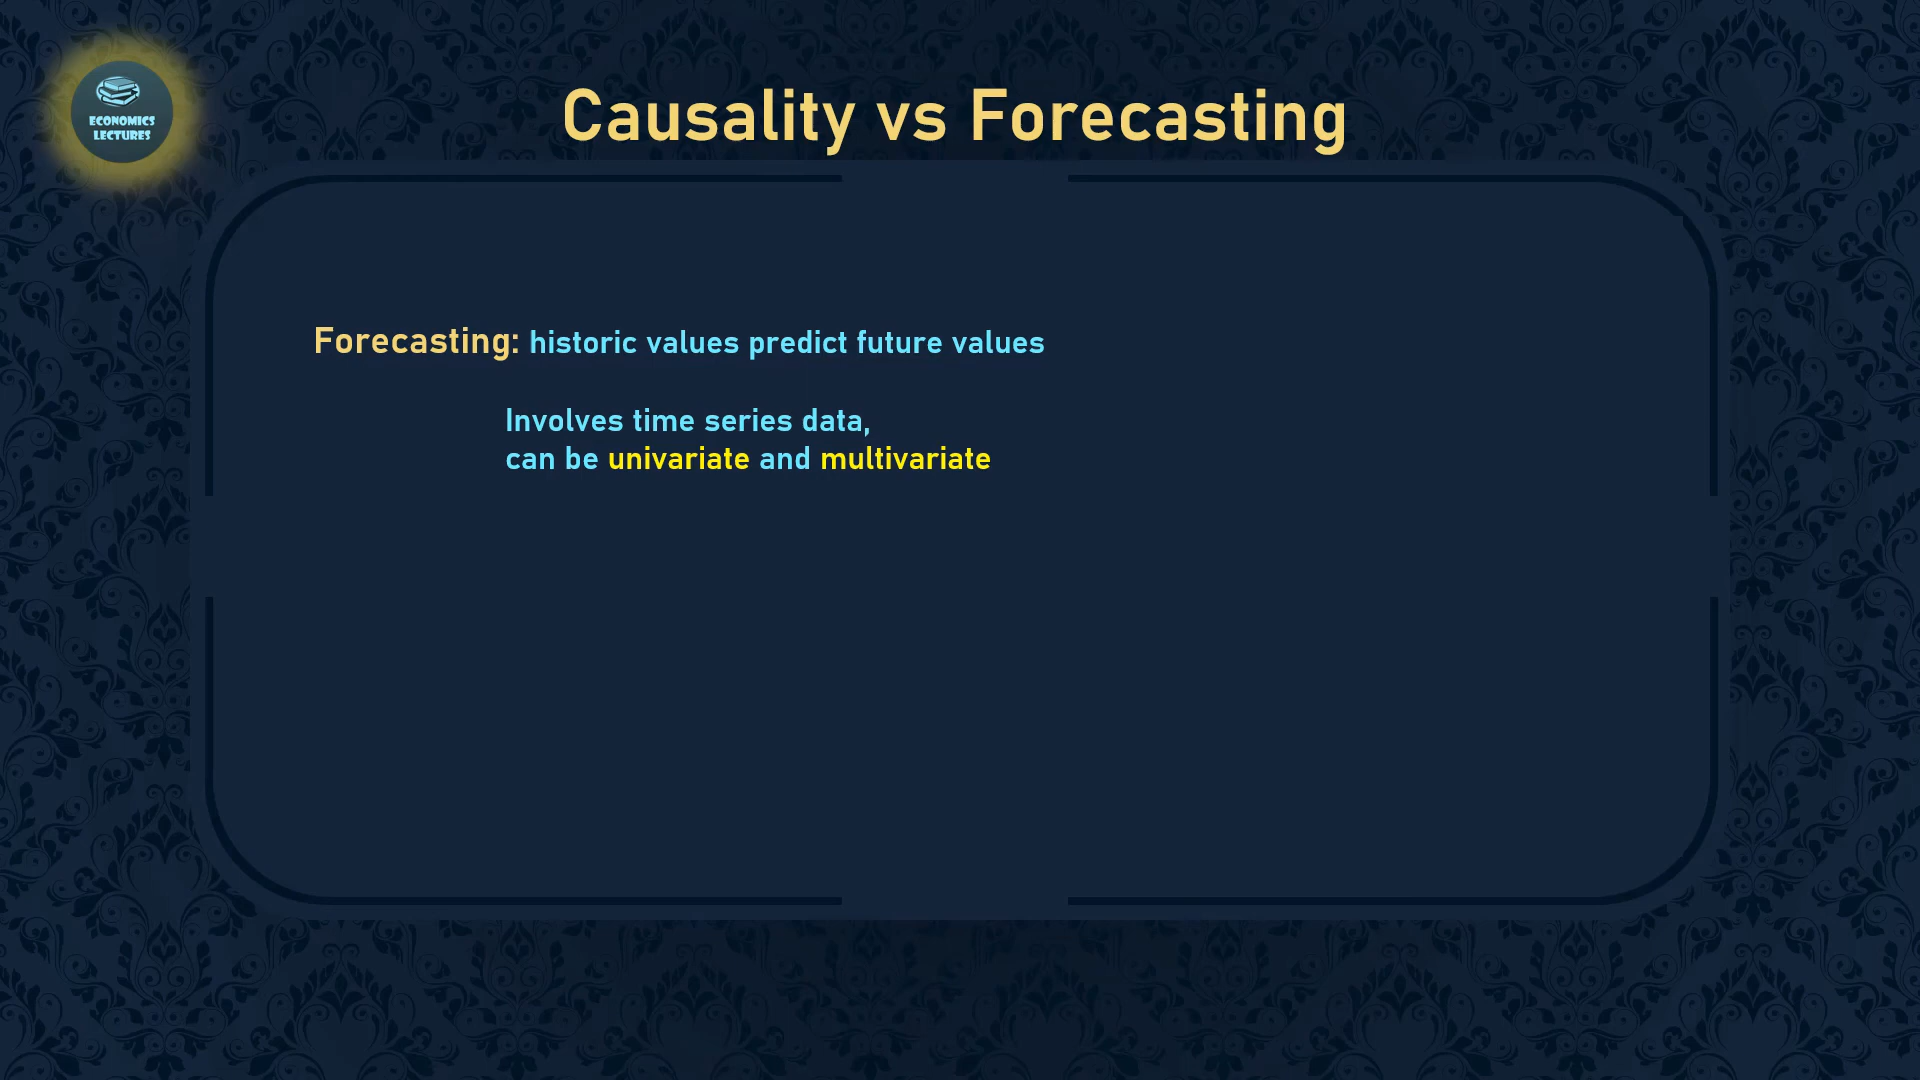 ECONOMICS
LECTURES
Causality vs Forecasting
Forecasting: historic values predict future values
Involves time series data,
can be univariate and multivariate